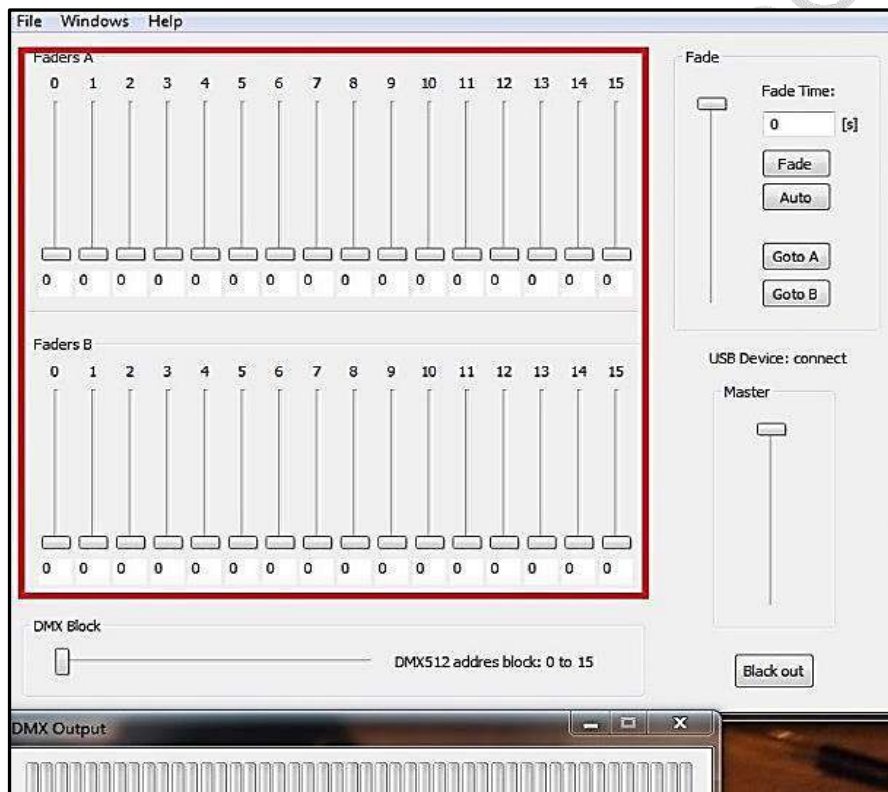 File Windows Help
Faders A
0 1 2 3 4 5 6 7 8 9 10 11 12 13 14 15
0 0 0 0 0 0 0 0 0 0 0 0 0 0 0 0
Faders B
0 1 2 3 4 5 6 7 8 9 10 11 12 13 14 15
0 0 0 0 0 0 0 0 0 0 0 0 0 0 0 0
DMX Block
DMX512 addres block: 0 to 15
Fade
Fade Time:
0 [s]
Fade
Auto
Goto A
Goto B
USB Device: connect
Master
Black out
DMX Output